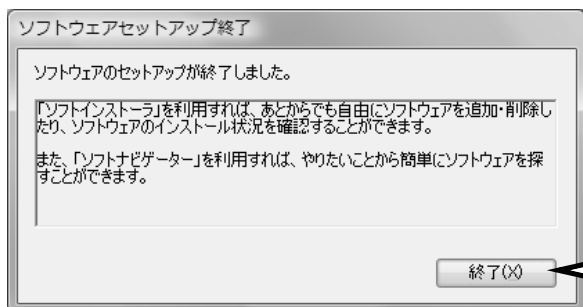 ソフトウェアセットアップ終了
ソフトウェアのセットアップが終了しました。
「ソフトインストーラ」を利用すれば、あとからでも自由にソフトウェアを追加・削除し
たり、ソフトウェアのインストール状況を確認することができます。
また、「ソフトナビゲーター」を利用すれば、やりたいことから簡単にソフトウェアを探
すことができます。
終了(X)